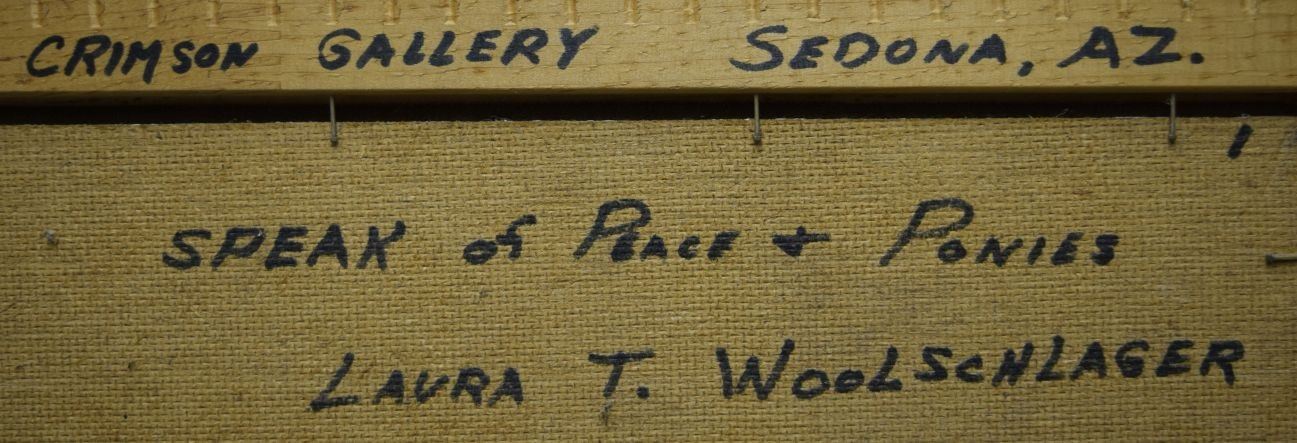 CRIMSON GALLERY SEDONA, AZ.
SPEAK of PEACE + PONIES
LAURA T. WOOLSCHLAGER